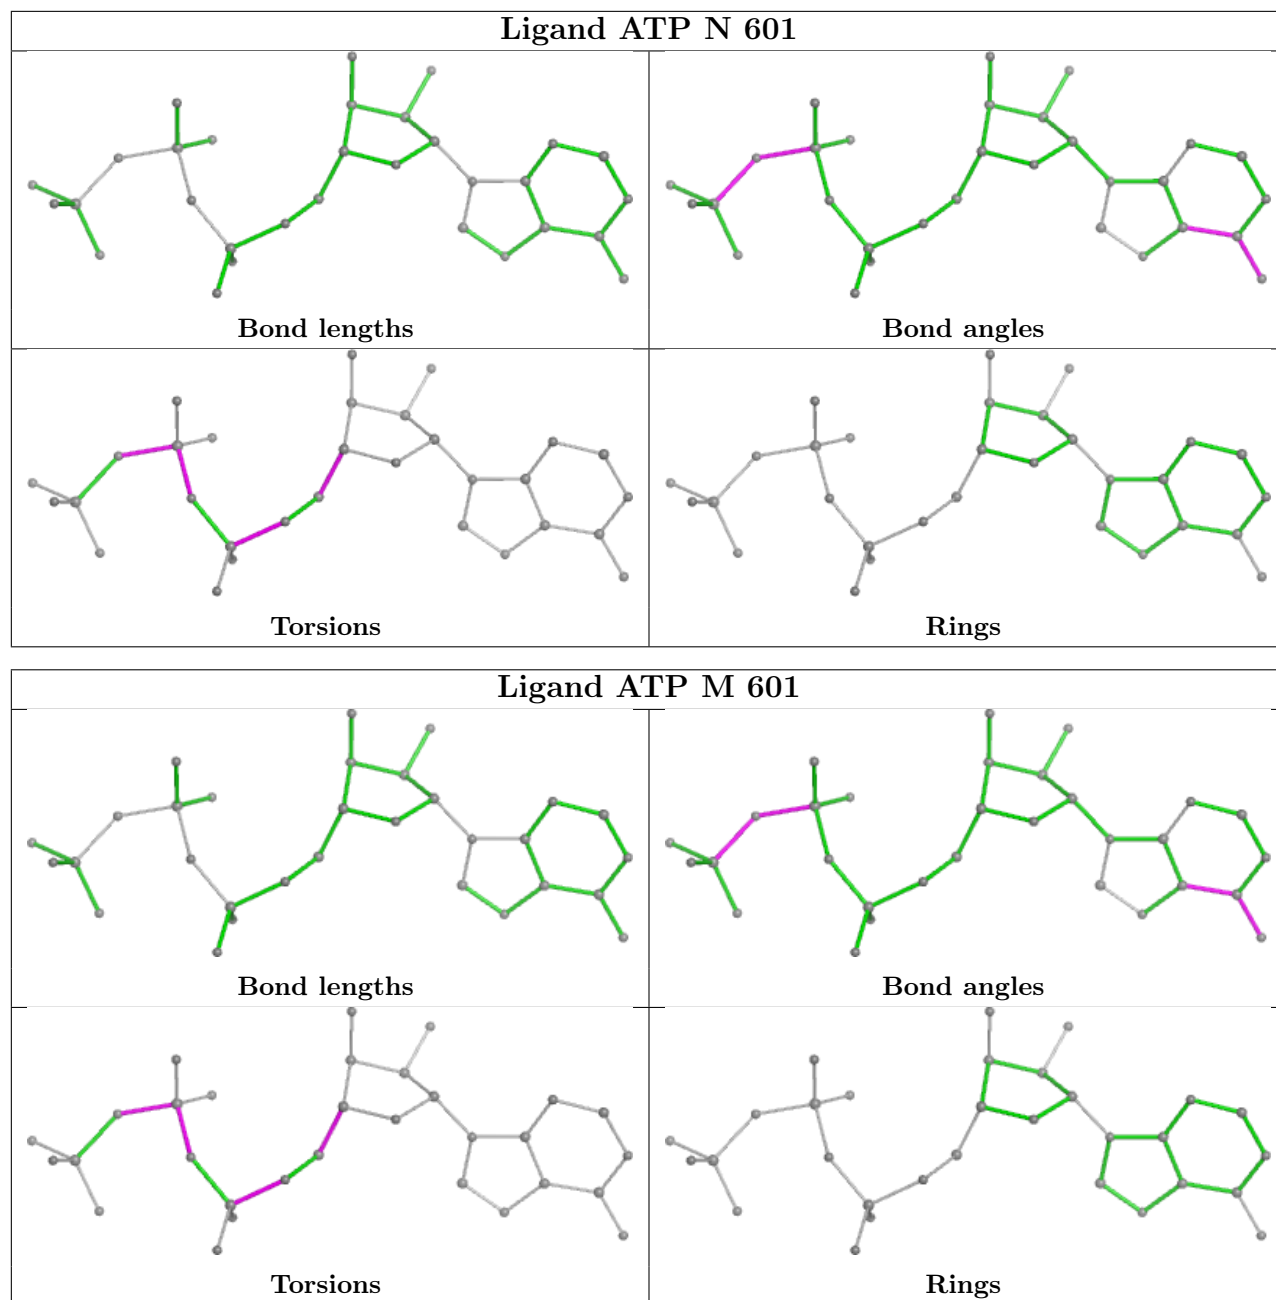 Ligand ATP N 601
Bond lengths
Bond angles
Torsions
Rings
Ligand ATP M 601
Bond lengths
Bond angles
Torsions
Rings